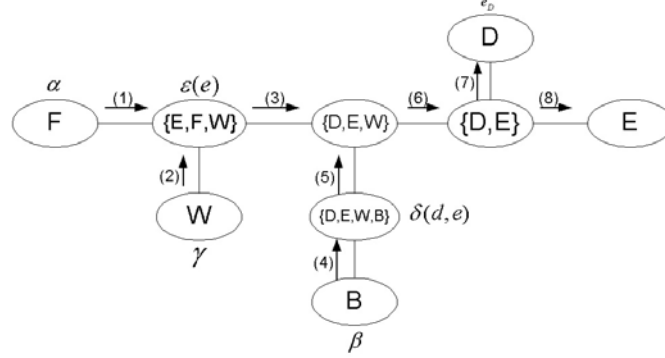 e_D
D
α
ε(e)
(1)
(3)
(6)
(7)
(8)
F
{E,F,W}
{D,E,W}
{D,E}
E
(2)
(5)
W
{D,E,W,B}
δ(d,e)
γ
(4)
B
β